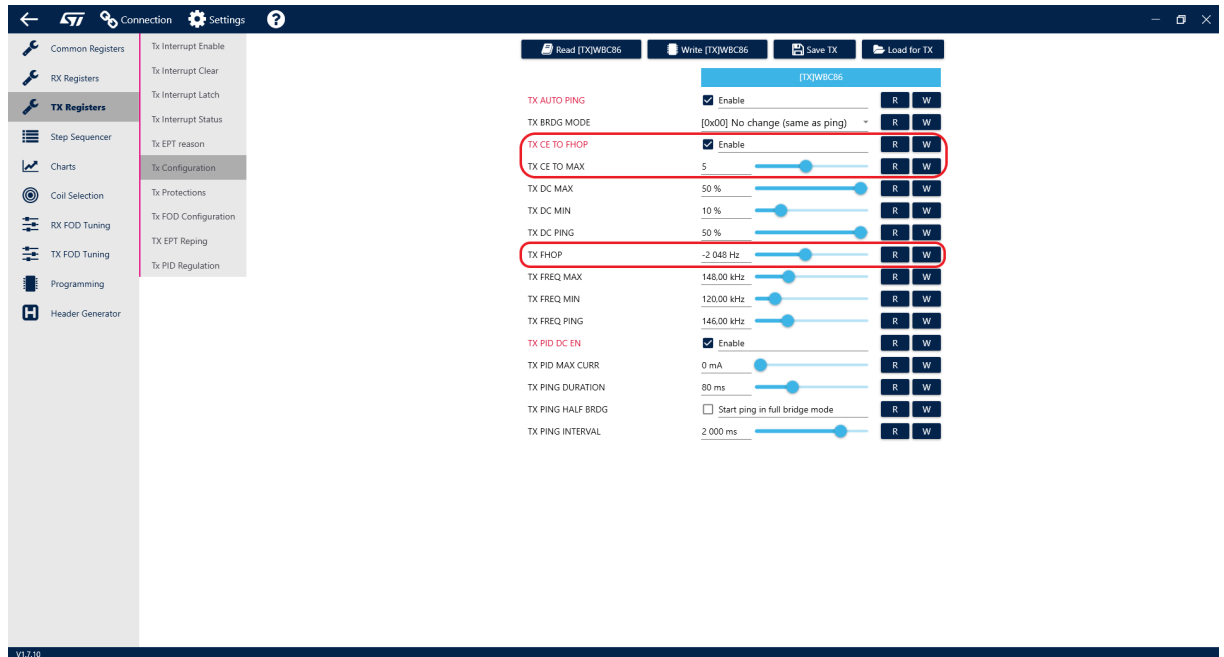 ST Connection Settings ?
Common Registers
RX Registers
TX Registers
Step Sequencer
Charts
Coil Selection
RX FOD Tuning
TX FOD Tuning
Programming
Header Generator
Tx Interrupt Enable
Tx Interrupt Clear
Tx Interrupt Latch
Tx Interrupt Status
Tx EPT reason
Tx Configuration
Tx Protections
Tx FOD Configuration
TX EPT Reping
Tx PID Regulation
Read [TX]WBC86 Write [TX]WBC86 Save TX Load for TX
[TX]WBC86
TX AUTO PING Enable R W
TX BRDG MODE [0x00] No change (same as ping) R W
TX CE TO FHOP Enable R W
TX CE TO MAX 5 R W
TX DC MAX 50 % R W
TX DC MIN 10 % R W
TX DC PING 50 % R W
TX FHOP -2 048 Hz R W
TX FREQ MAX 148,00 kHz R W
TX FREQ MIN 120,00 kHz R W
TX FREQ PING 146,00 kHz R W
TX PID DC EN Enable R W
TX PID MAX CURR 0 mA R W
TX PING DURATION 80 ms R W
TX PING HALF BRDG Start ping in full bridge mode R W
TX PING INTERVAL 2 000 ms R W
V1.7.10